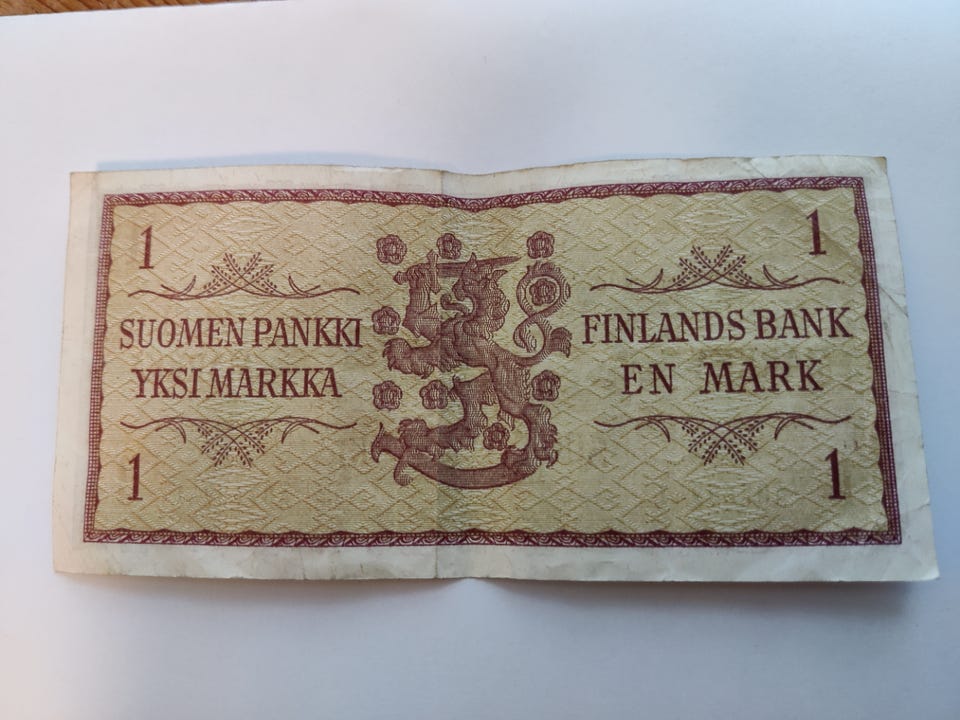 1
1
SUOMEN PANKKI
YKSI MARKKA
FINLANDS BANK
EN MARK
1
1